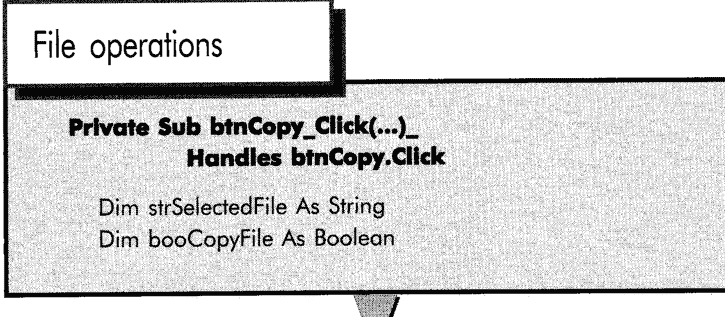 File operations
Private Sub btnCopy_Click(...)_
Handles btnCopy.Click
Dim strSelectedFile As String
Dim booCopyFile As Boolean